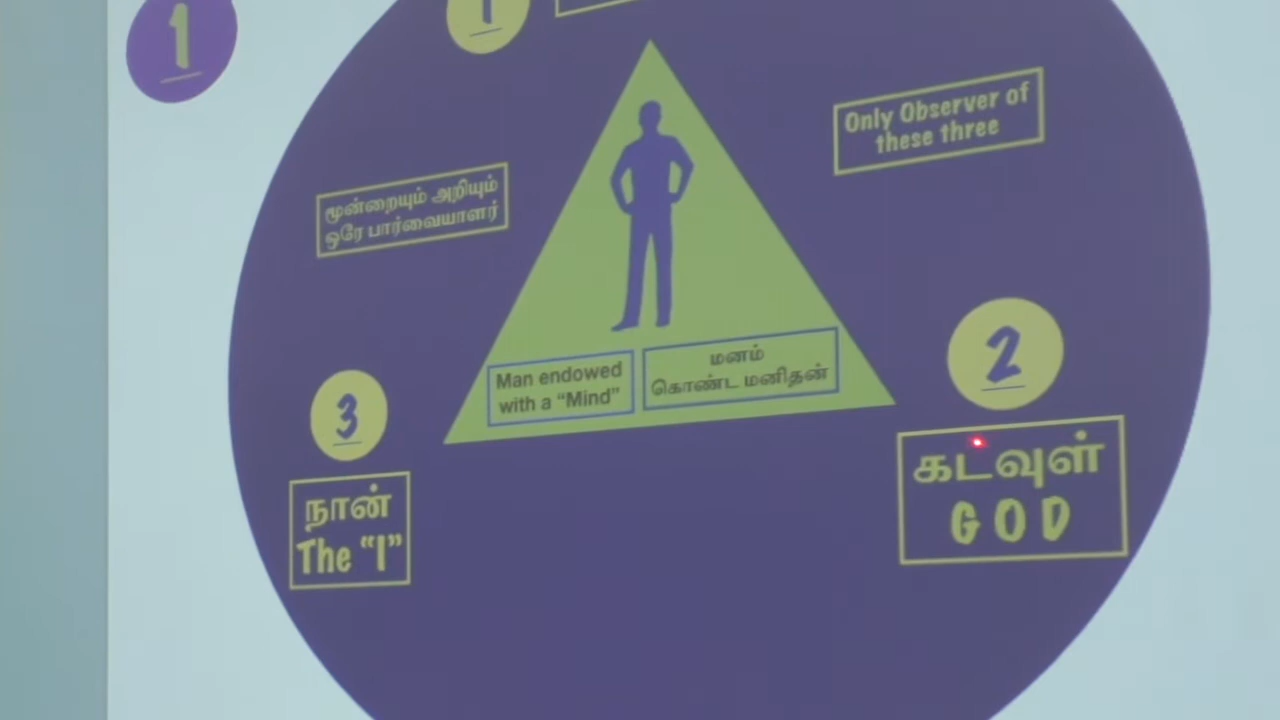 1
1
Only Observer of
these three
மூன்றையும் அறியும்
ஒரே பார்வையாளர்
Man endowed
with a “Mind”
மனம்
கொண்ட மனிதன்
2
கடவுள்
GOD
3
நான்
The “I”